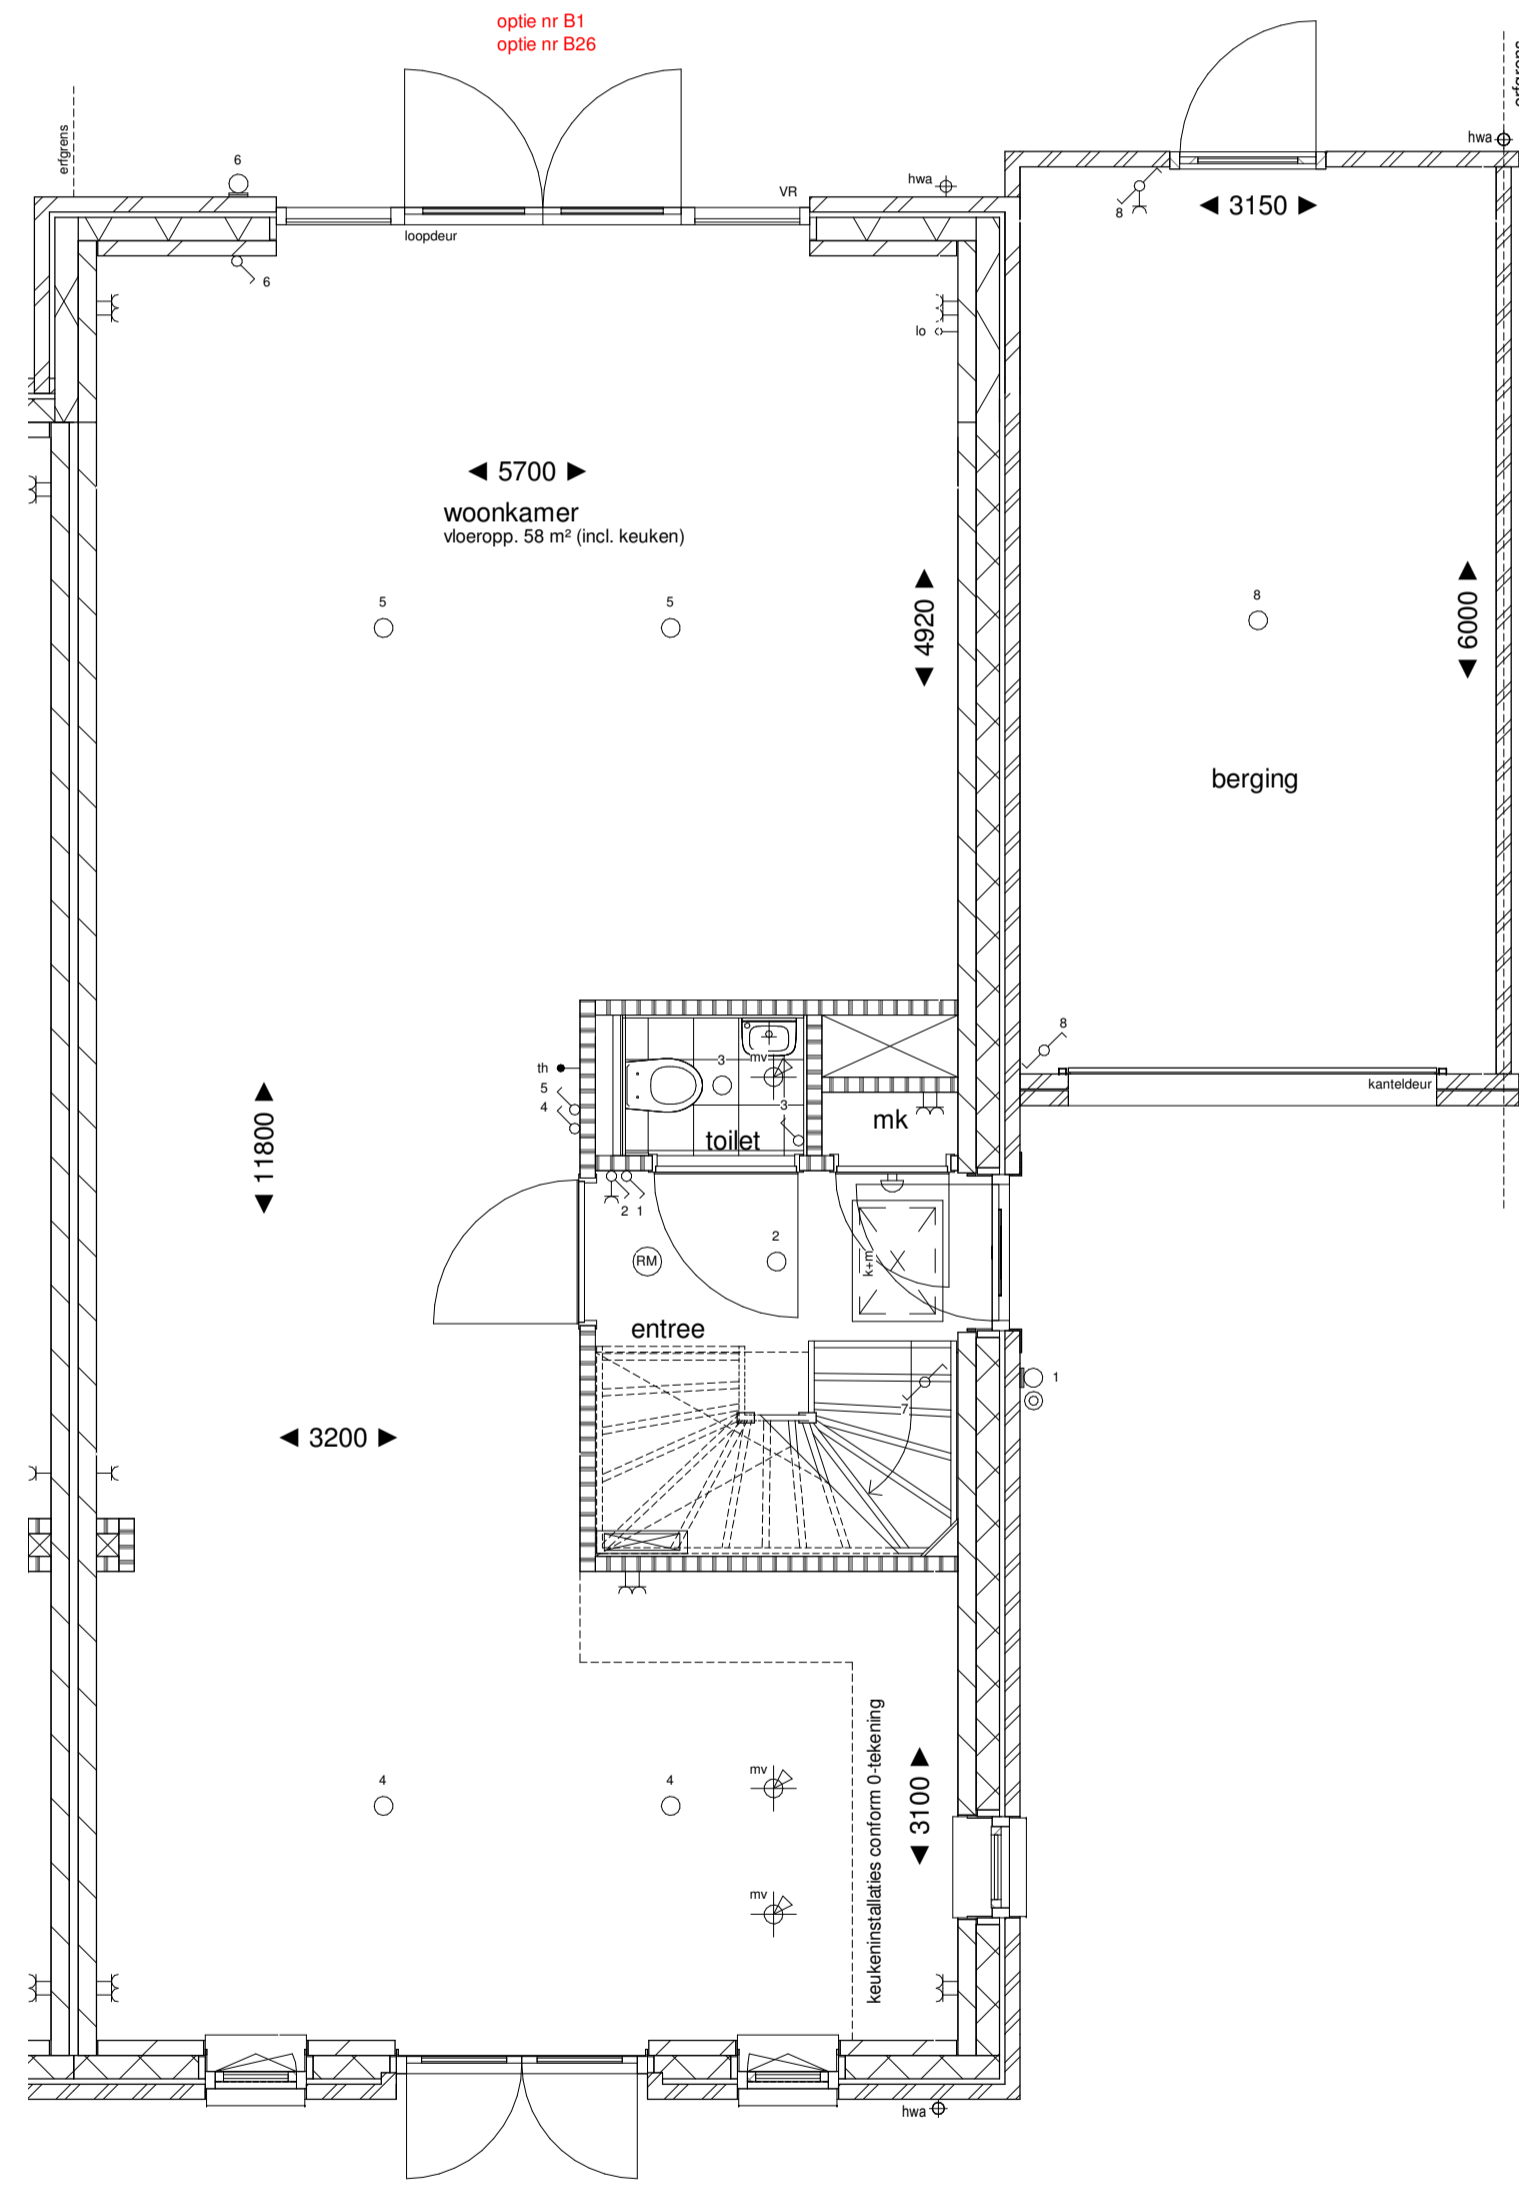 optie nr B1
optie nr B26
erfgrens
6
VR
hwa
hwa
loopdeur
6
8
◄ 3150 ►
lo
◄ 5700 ►
woonkamer
vloeropp. 58 m² (incl. keuken)
5
5
◄ 4920 ►
8
◄ 6000 ►
berging
8
kanteldeur
th
5
4
3
mv
3
toilet
mk
◄ 11800 ►
2 1
RM
2
k+m
entree
1
7
◄ 3200 ►
4
4
mv
mv
keukeninstallaties conform 0-tekening
◄ 3100 ►
hwa